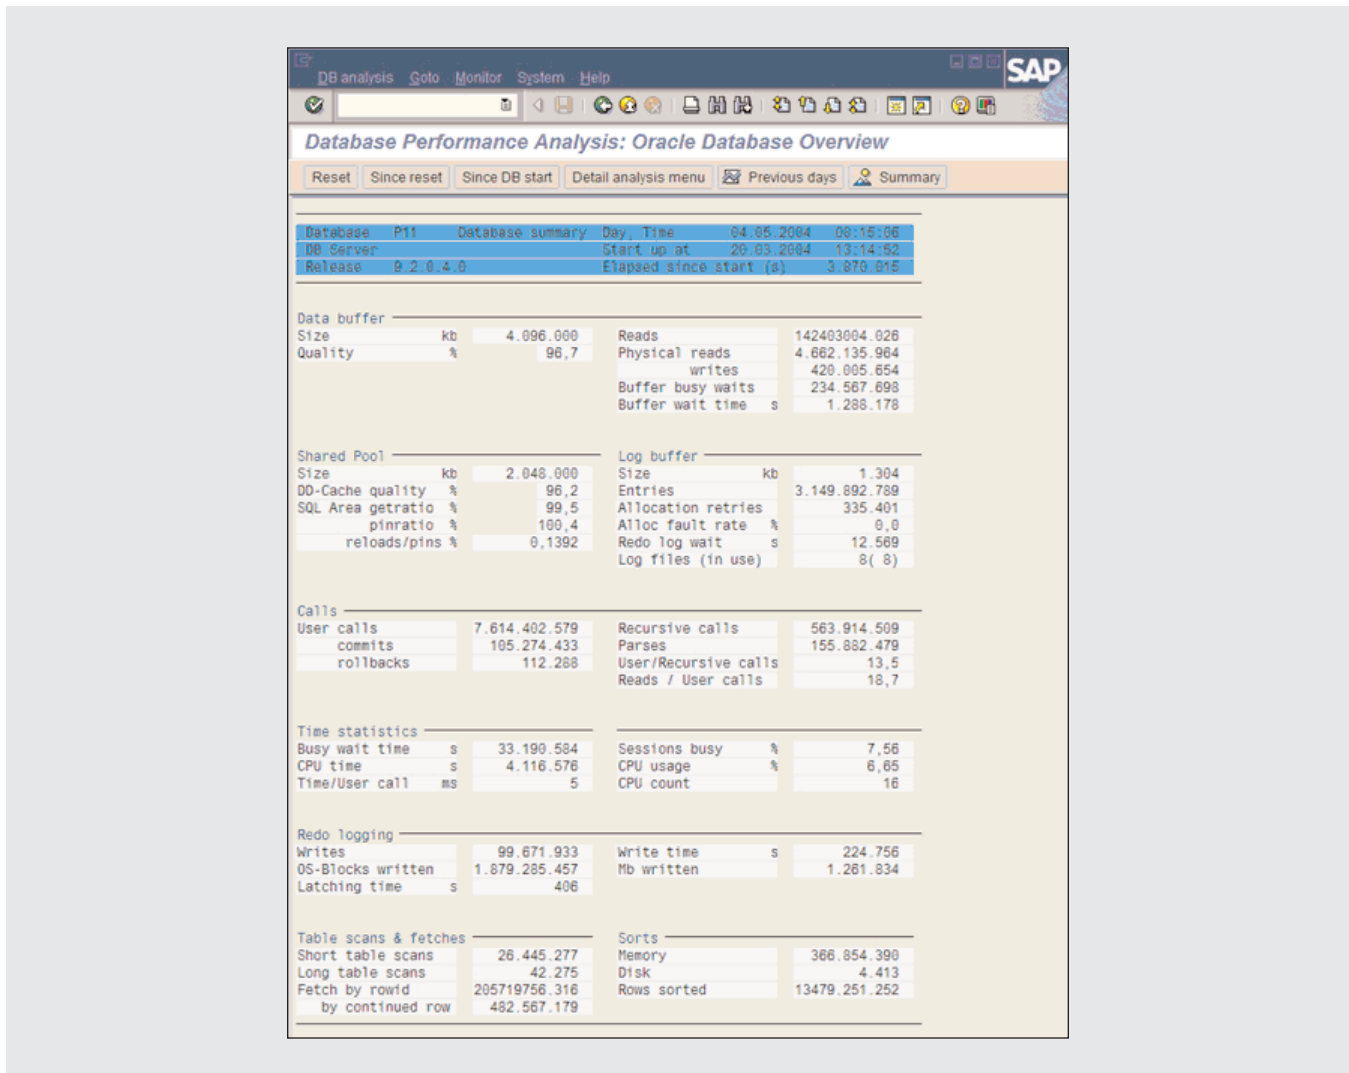 DB analysis Goto Monitor System Help
SAP
Database Performance Analysis: Oracle Database Overview
Reset Since reset Since DB start Detail analysis menu Previous days Summary
Database P11 Database summary Day, Time 04.05.2004 08:15:06
DB Server Start up at 20.03.2004 13:14:52
Release 9.2.0.4.0 Elapsed since start (s) 3.870.015
Data buffer
Size kb 4.096.000 Reads 142403004.026
Quality % 96,7 Physical reads 4.662.135.964
writes 420.005.654
Buffer busy waits 234.567.698
Buffer wait time s 1.288.178
Shared Pool Log buffer
Size kb 2.048.000 Size kb 1.304
DD-Cache quality % 96,2 Entries 3.149.892.789
SQL Area getratio % 99,5 Allocation retries 335.401
pinratio % 100,4 Alloc fault rate % 0,0
reloads/pins % 0,1392 Redo log wait s 12.569
Log files (in use) 8( 8)
Calls
User calls 7.614.402.579 Recursive calls 563.914.509
commits 105.274.433 Parses 155.882.479
rollbacks 112.288 User/Recursive calls 13,5
Reads / User calls 18,7
Time statistics
Busy wait time s 33.190.584 Sessions busy % 7,56
CPU time s 4.116.576 CPU usage % 6,65
Time/User call ms 5 CPU count 16
Redo logging
Writes 99.671.933 Write time s 224.756
OS-Blocks written 1.879.285.457 Mb written 1.261.834
Latching time s 406
Table scans & fetches Sorts
Short table scans 26.445.277 Memory 366.854.390
Long table scans 42.275 Disk 4.413
Fetch by rowid 205719756.316 Rows sorted 13479.251.252
by continued row 482.567.179